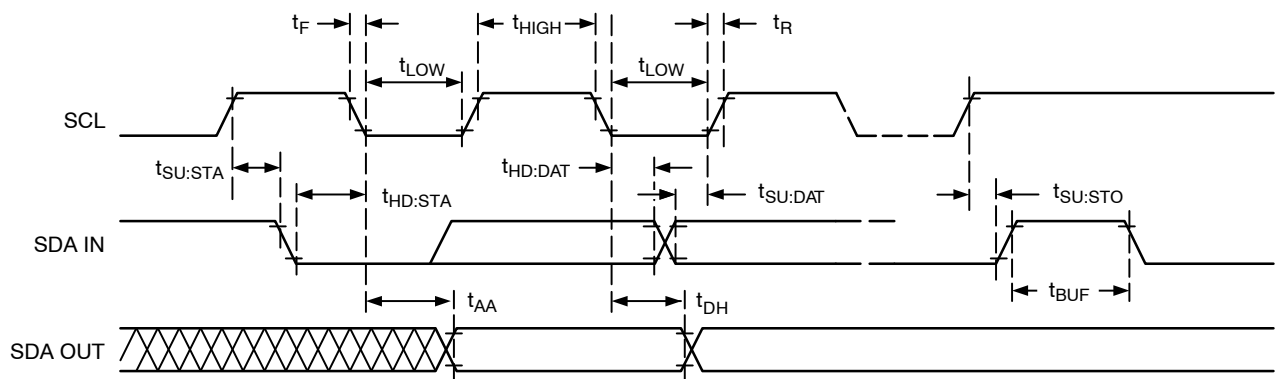 tF
tHIGH
tR
tLOW
tLOW
SCL
tSU:STA
tHD:STA
tHD:DAT
tSU:DAT
tSU:STO
SDA IN
tBUF
tAA
tDH
SDA OUT